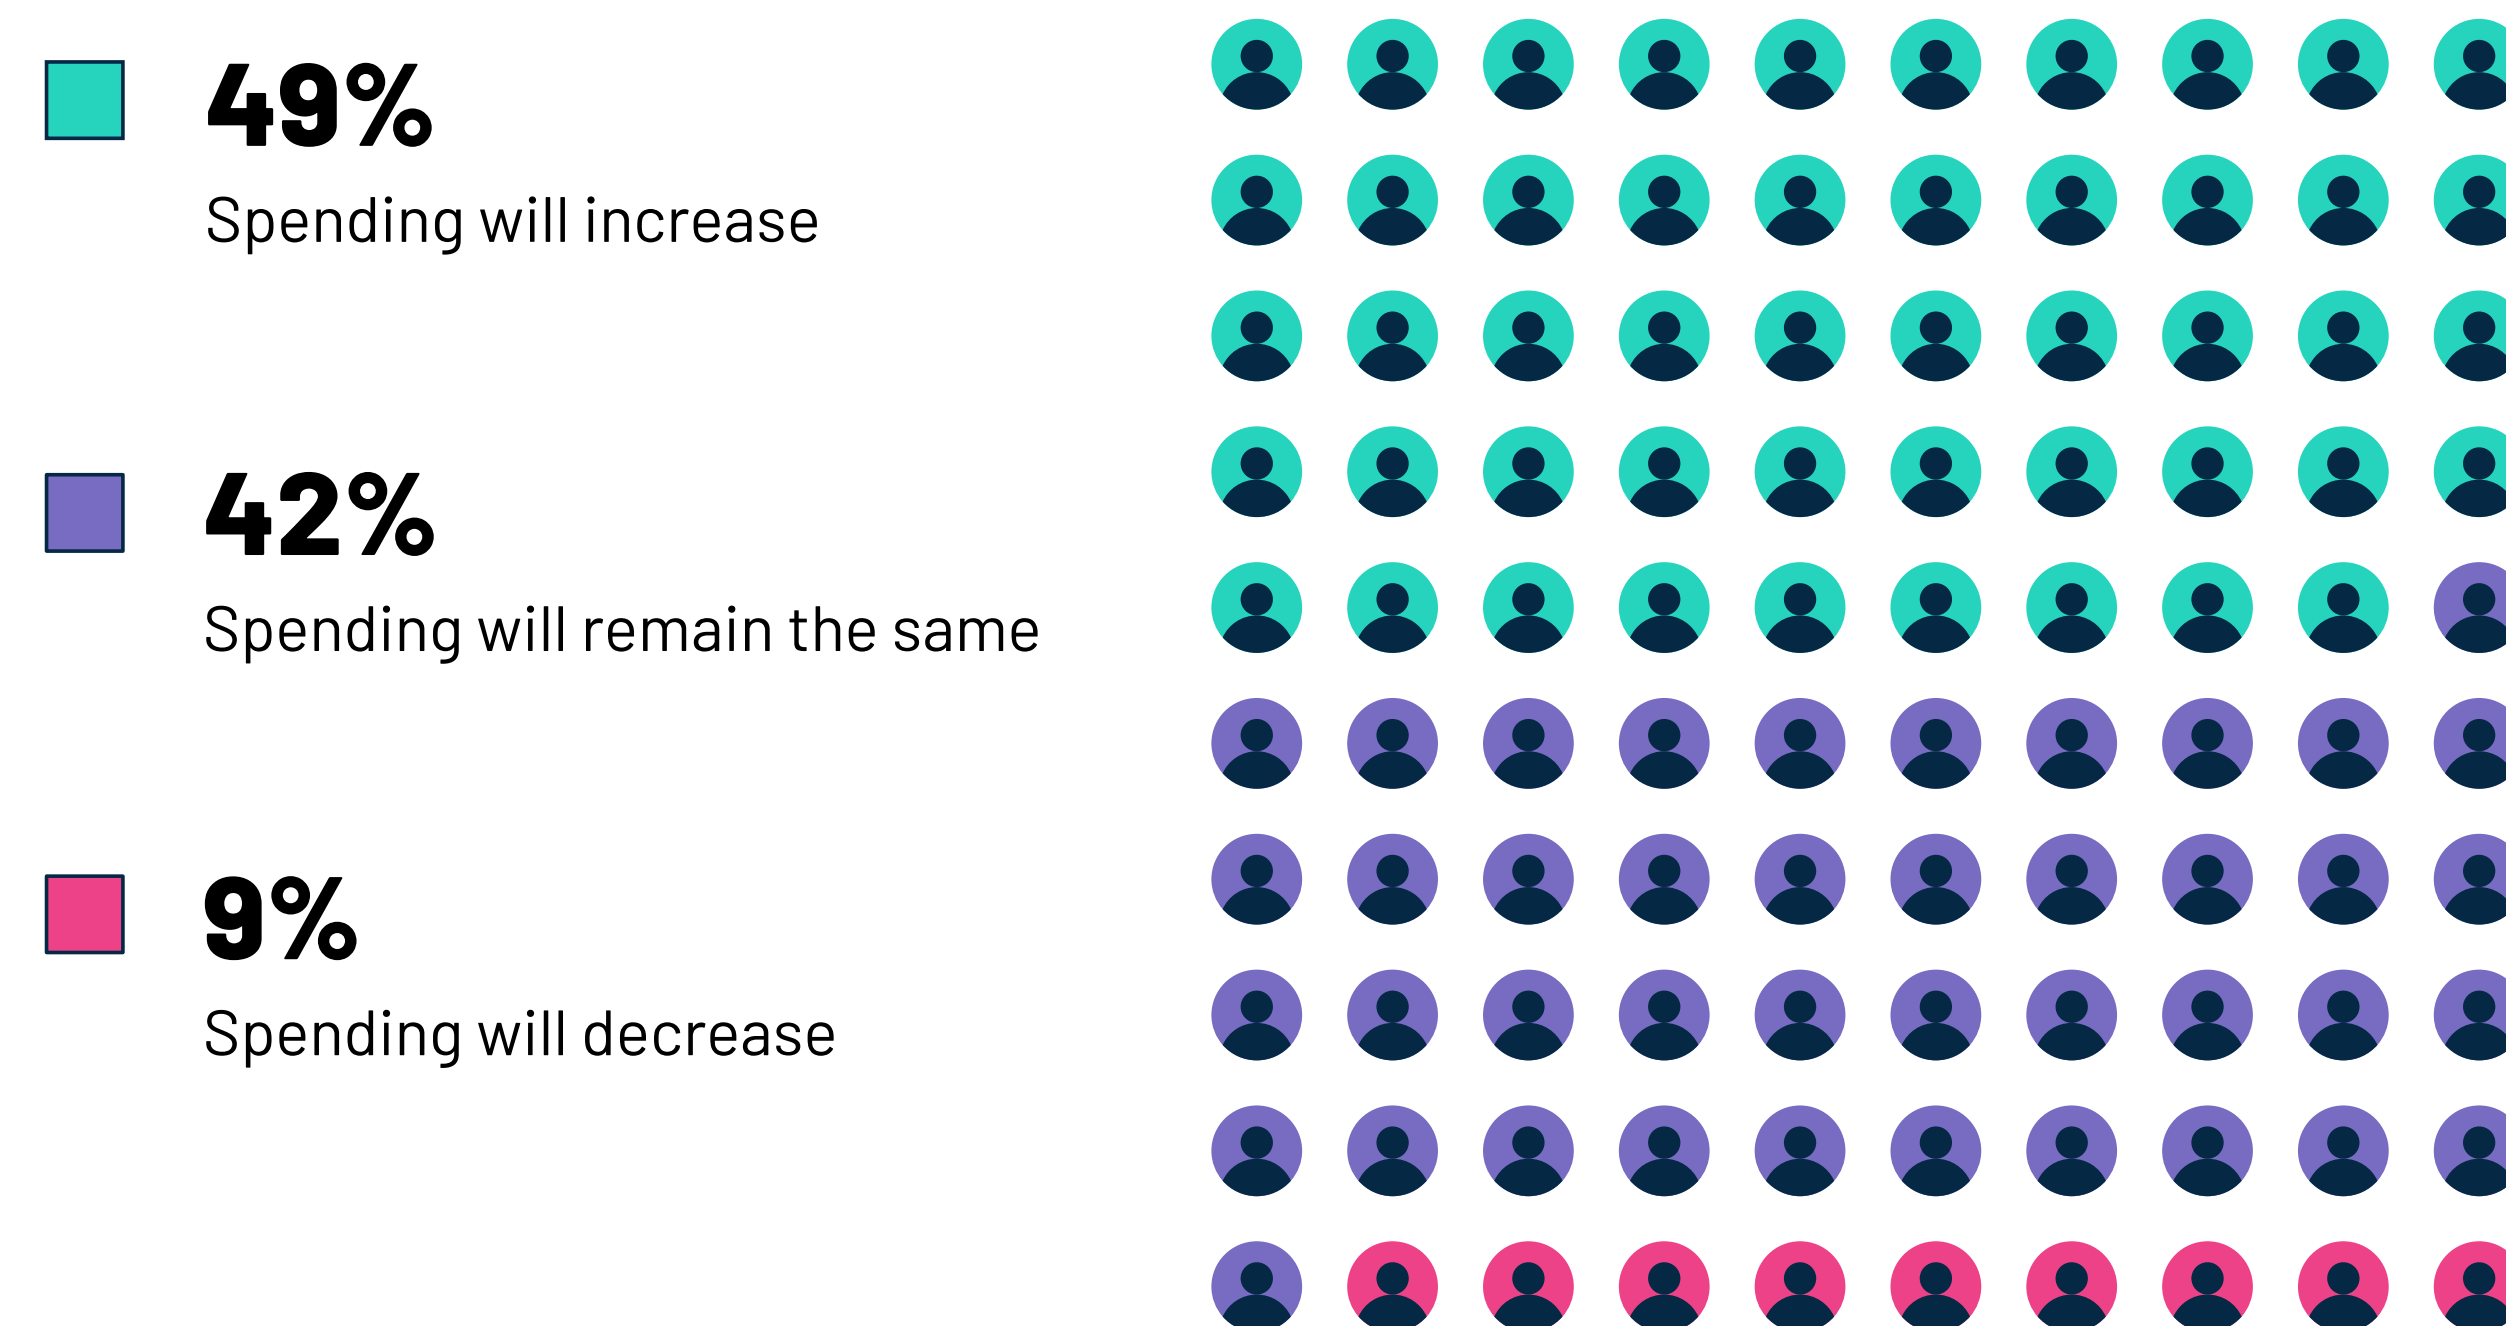 49%
Spending will increase
42%
Spending will remain the same
9%
Spending will decrease